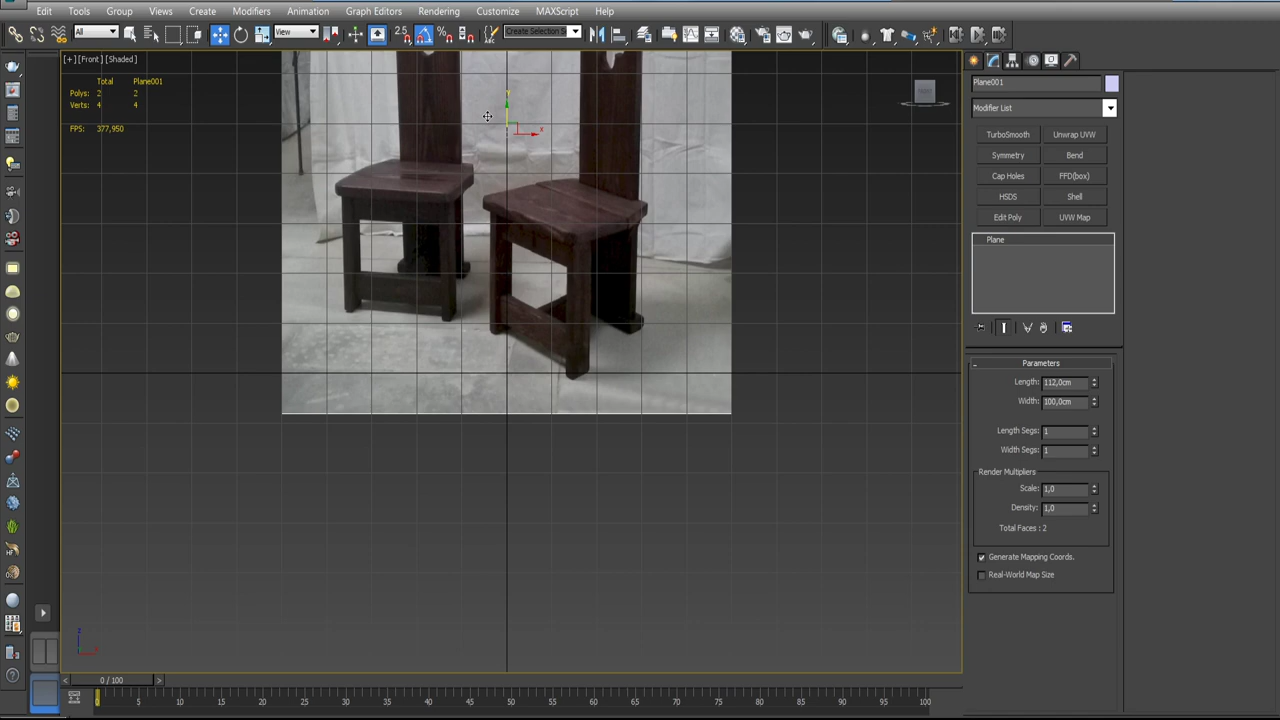 Edit Tools Group Views Create Modifiers Animation Graph Editors Rendering Customize MAXScript Help
All View 2.5 Create Selection S
[+] [Front] [Shaded]
Total Plane001
Polys: 2 2
Verts: 4 4
FPS: 377,950
y
x
Plane001
Modifier List
TurboSmooth Unwrap UVW
Symmetry Bend
Cap Holes FFD(box)
HSDS Shell
Edit Poly UVW Map
Plane
Parameters
Length: 112,0cm
Width: 100,0cm
Length Segs: 1
Width Segs: 1
Render Multipliers
Scale: 1,0
Density: 1,0
Total Faces : 2
Generate Mapping Coords.
Real-World Map Size
z
x
0 / 100
0 5 10 15 20 25 30 35 40 45 50 55 60 65 70 75 80 85 90 95 100